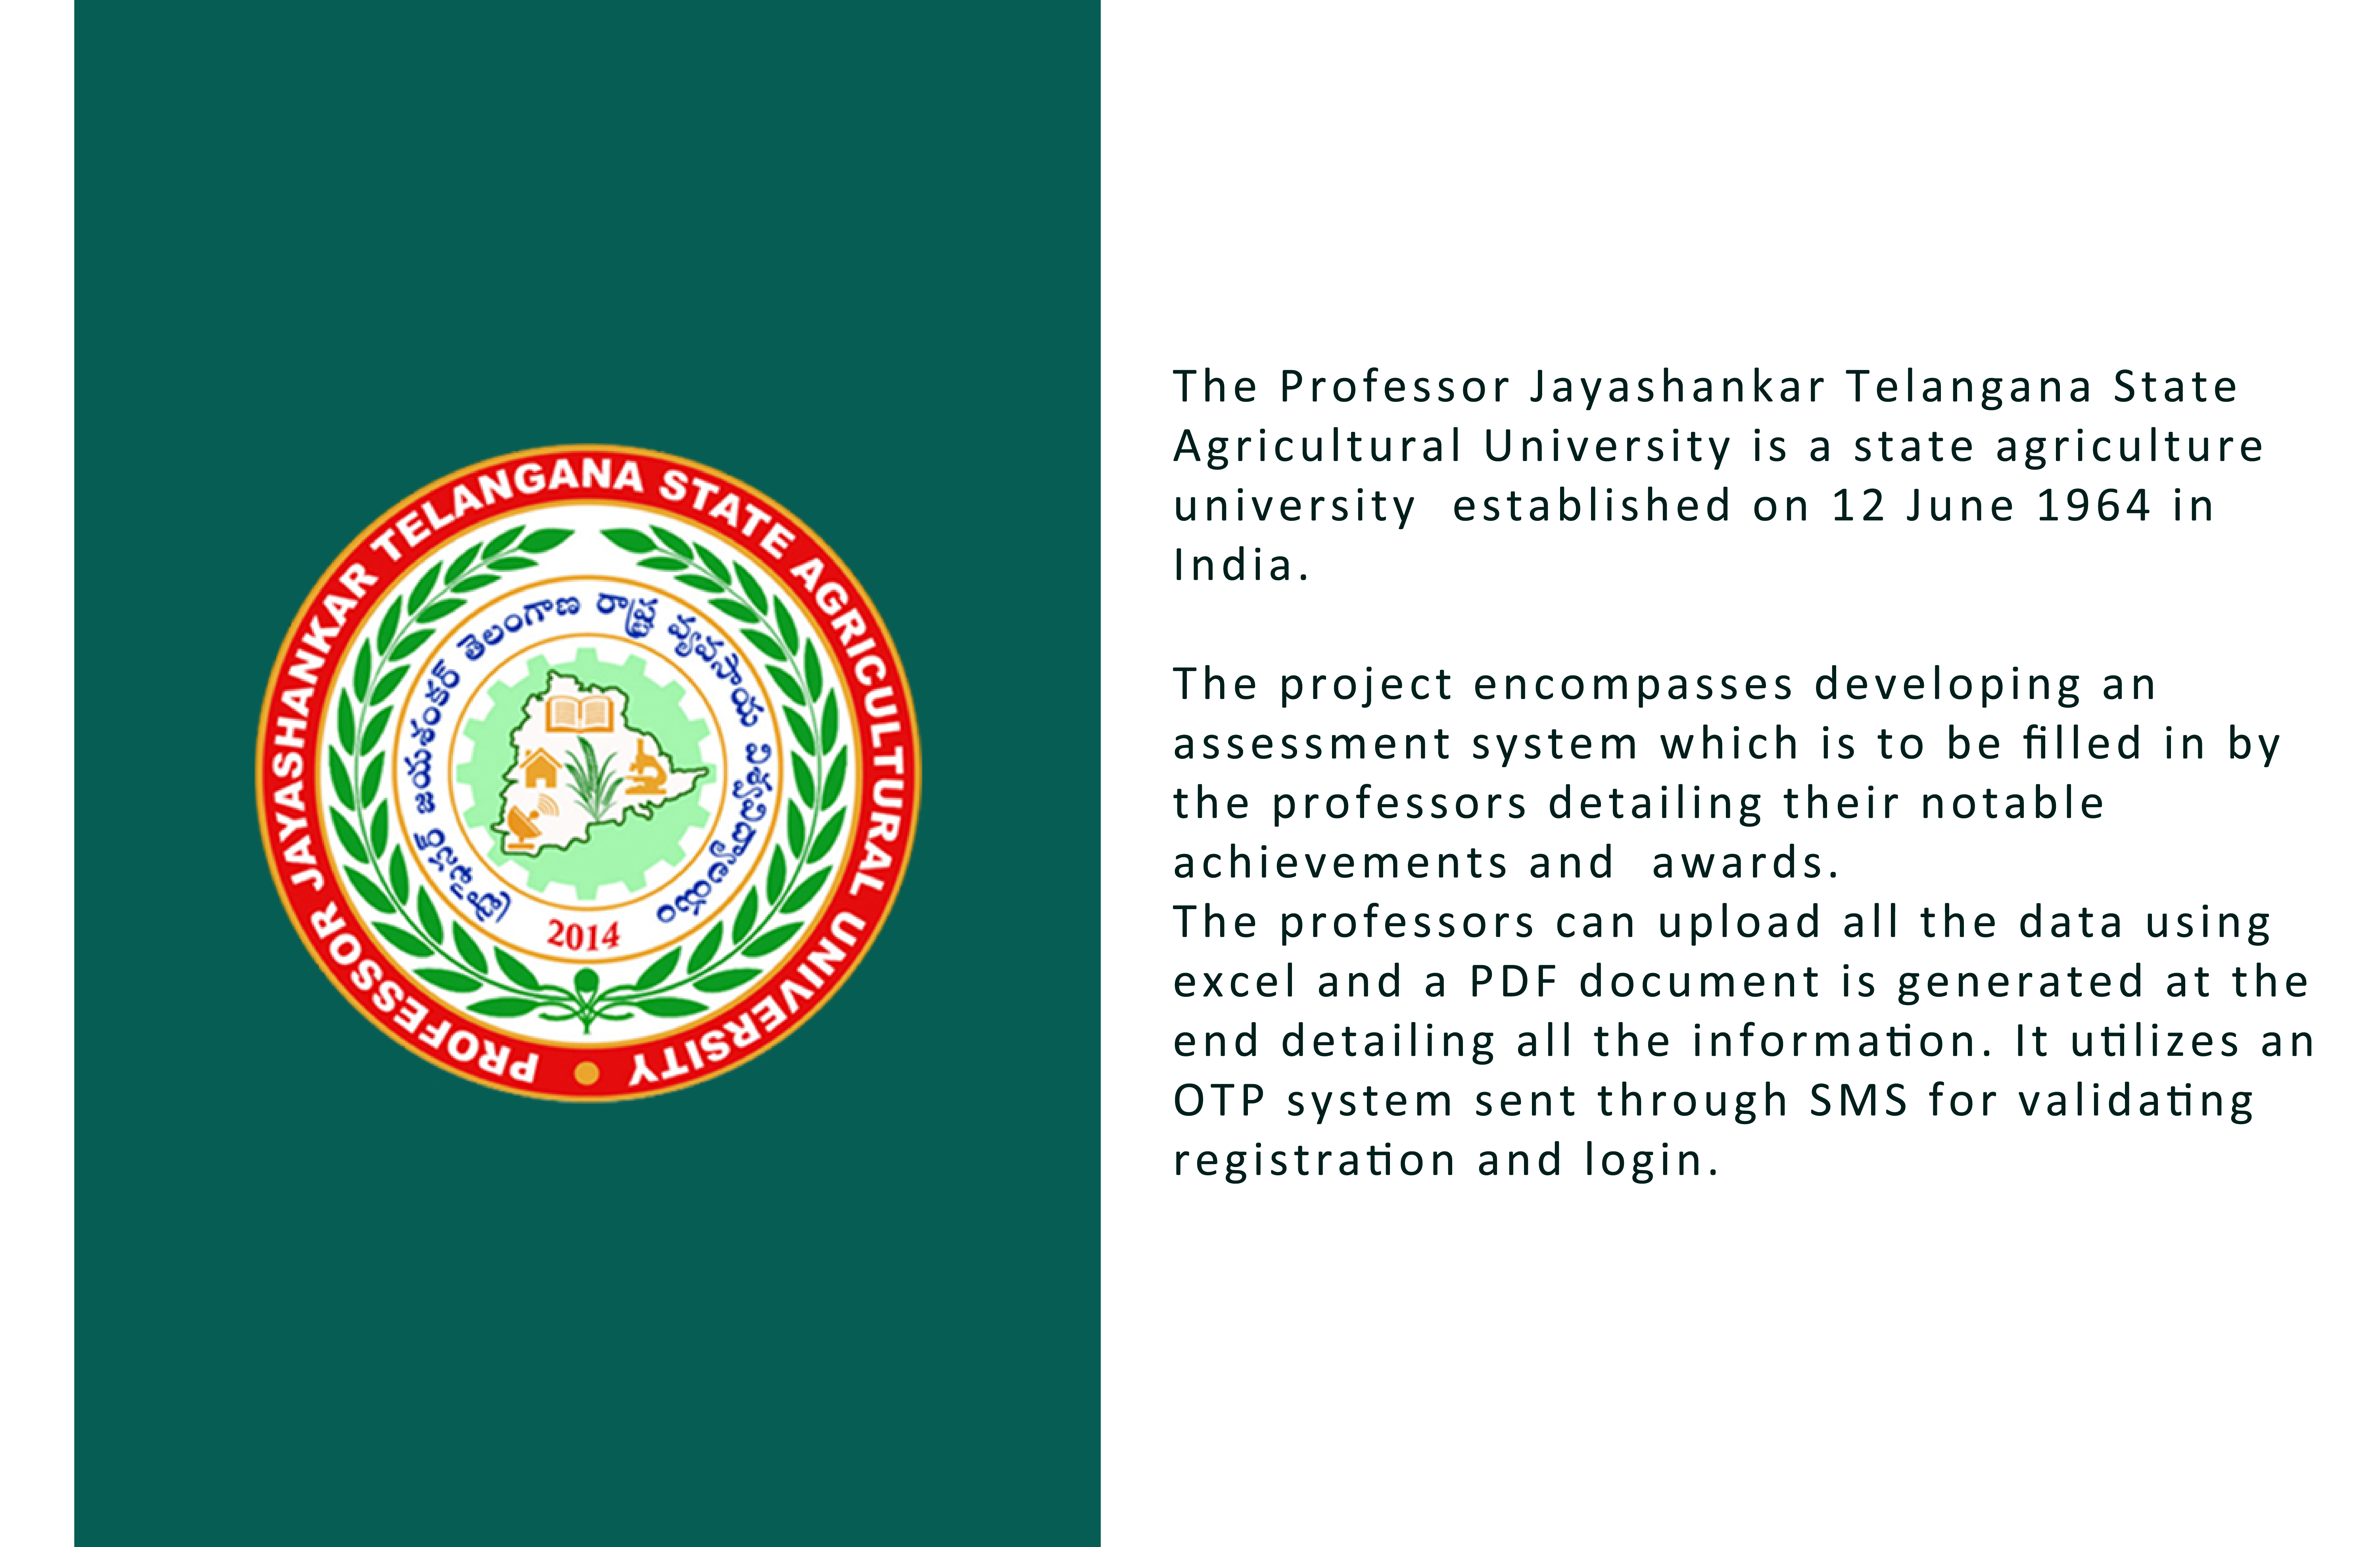 PROFESSOR JAYASHANKAR TELANGANA STATE AGRICULTURAL UNIVERSITY
ప్రొఫెసర్ జయశంకర్ తెలంగాణ రాష్ట్ర వ్యవసాయ విశ్వవిద్యాలయం
2014
The Professor Jayashankar Telangana State
Agricultural University is a state agriculture
university established on 12 June 1964 in
India.
The project encompasses developing an
assessment system which is to be filled in by
the professors detailing their notable
achievements and awards.
The professors can upload all the data using
excel and a PDF document is generated at the
end detailing all the information. It utilizes an
OTP system sent through SMS for validating
registration and login.